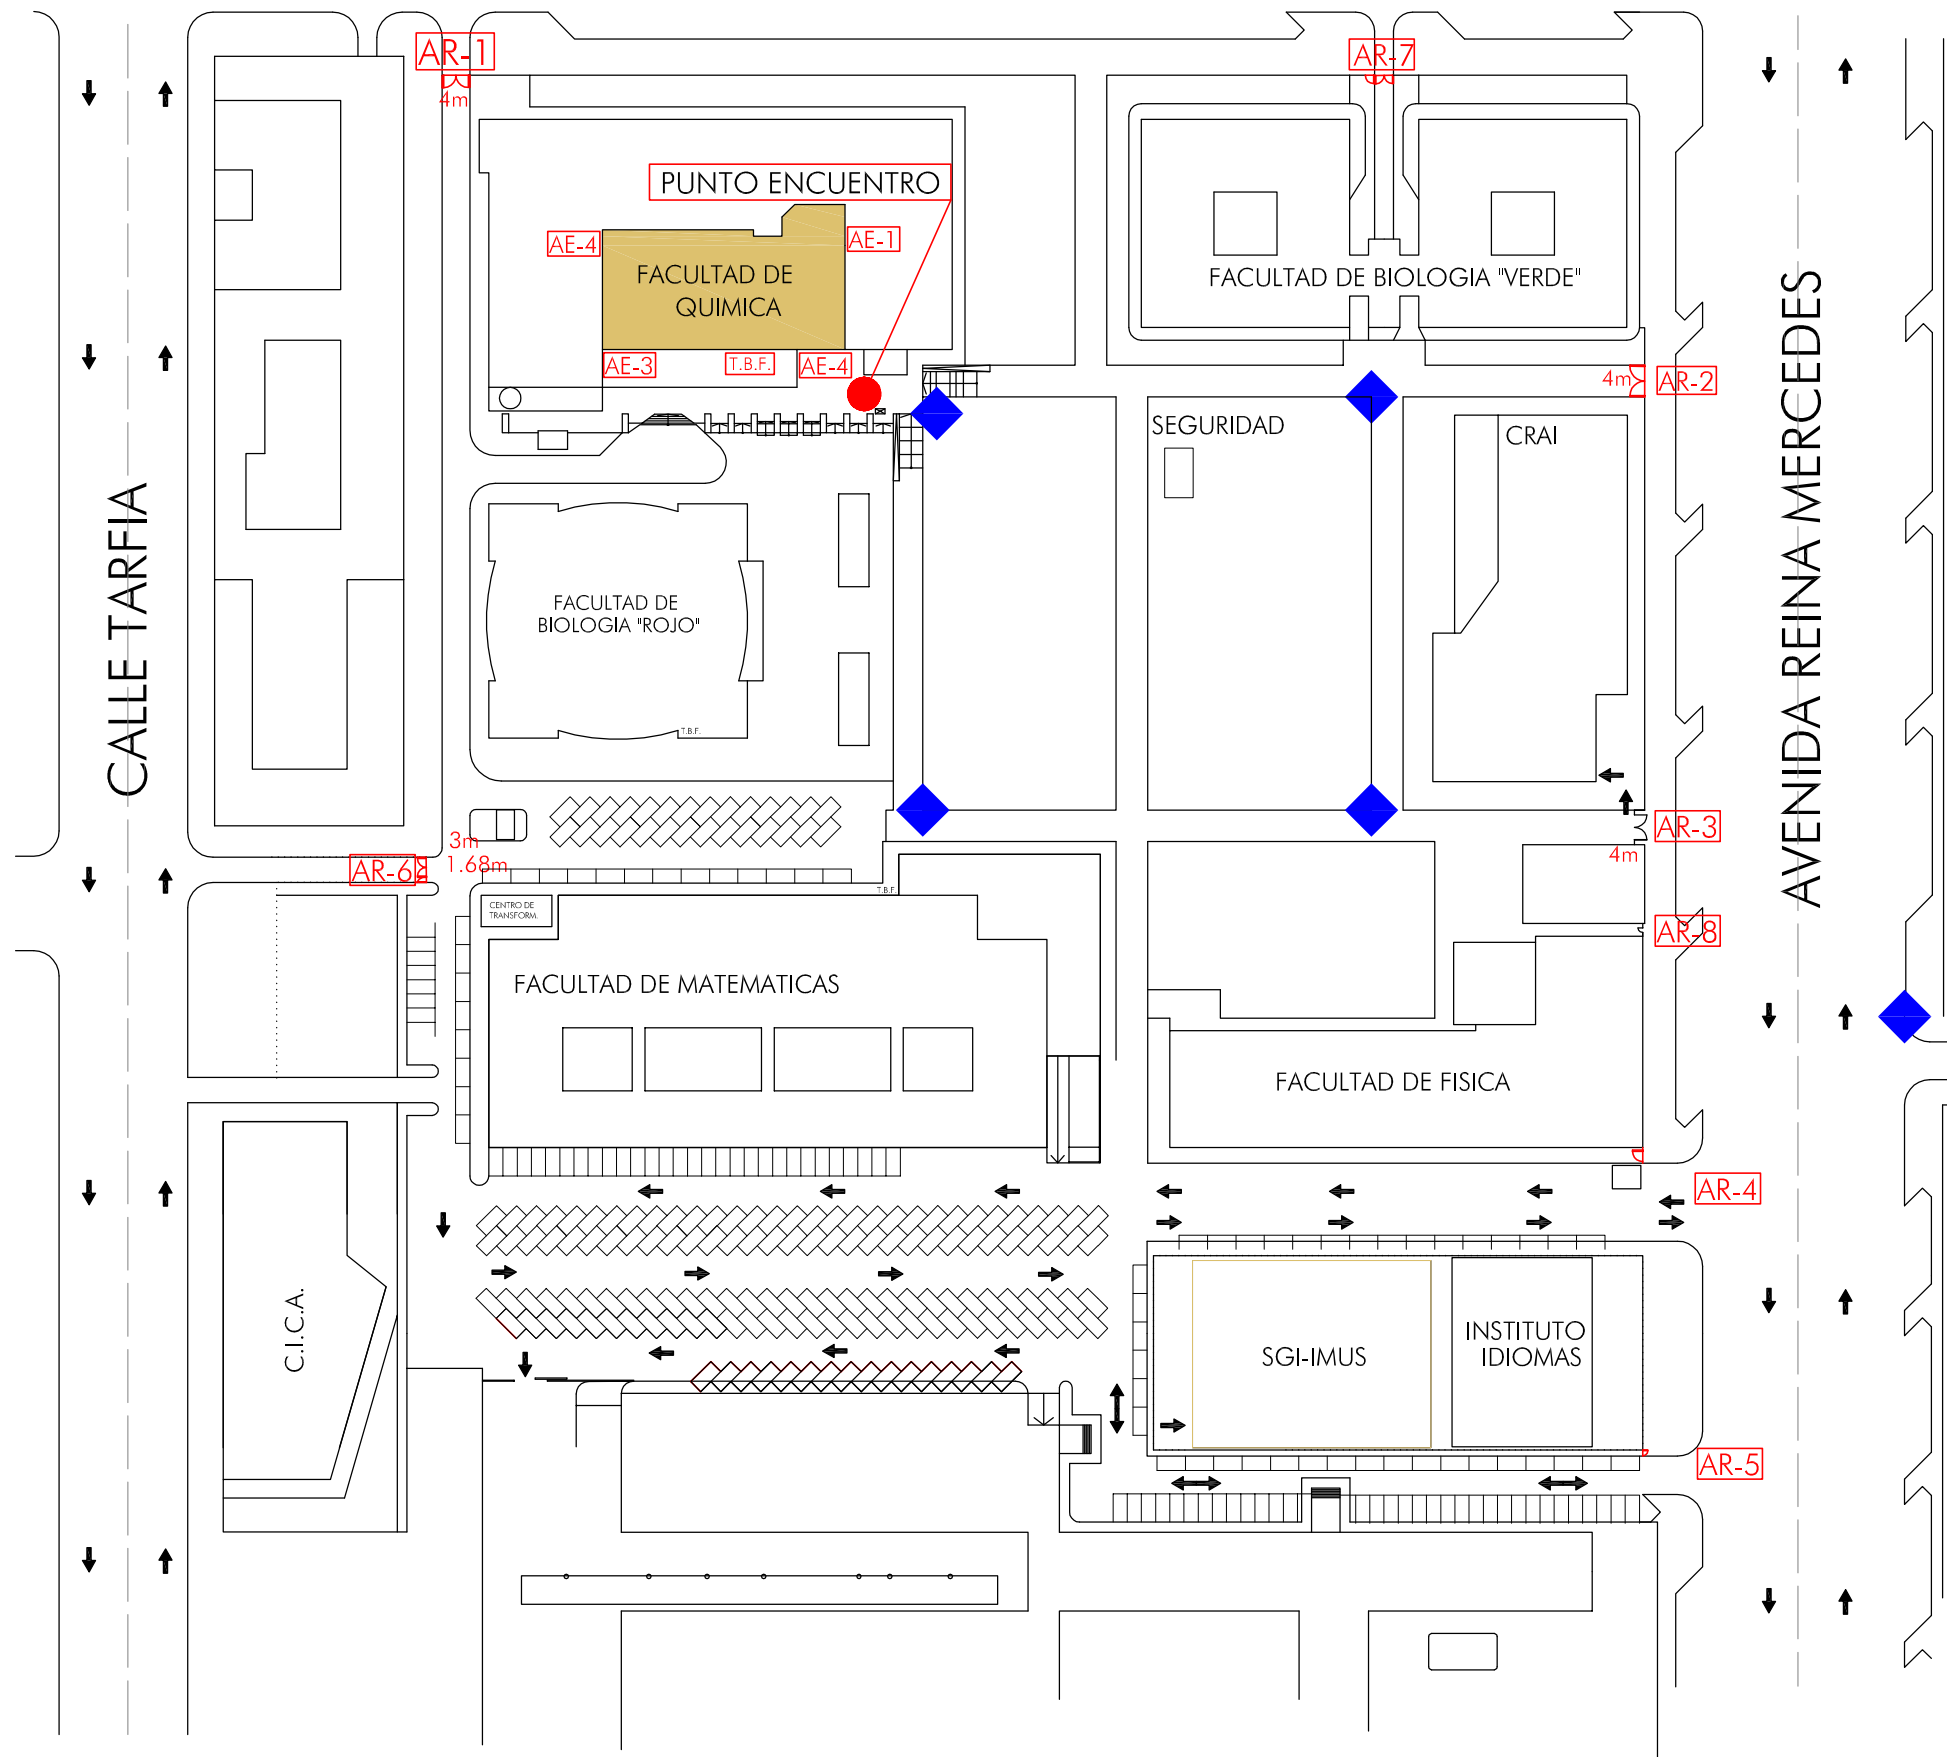 AR-1
4m
AR-7
PUNTO ENCUENTRO
AE-4
AE-1
FACULTAD DE
QUIMICA
FACULTAD DE BIOLOGIA "VERDE"
AE-3
T.B.F.
AE-4
4m
AR-2
SEGURIDAD
CRAI
CALLE TARFIA
AVENIDA REINA MERCEDES
FACULTAD DE
BIOLOGIA "ROJO"
T.B.F.
3m
1.68m
AR-6
AR-3
4m
T.B.F.
CENTRO DE
TRANSFORM.
AR-8
FACULTAD DE MATEMATICAS
FACULTAD DE FISICA
AR-4
C.I.C.A.
SGI-IMUS
INSTITUTO
IDIOMAS
AR-5